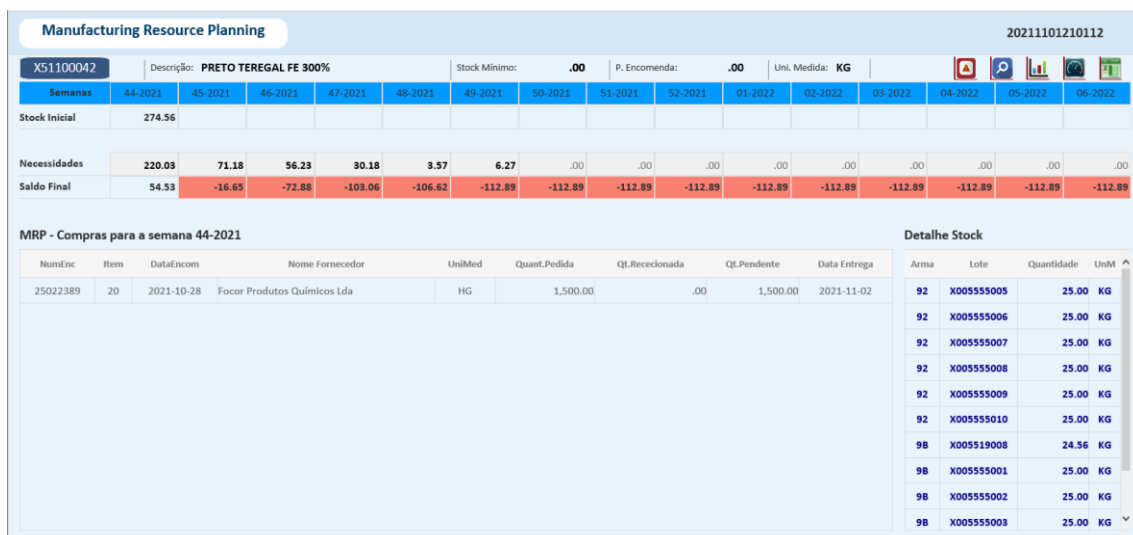 Manufacturing Resource Planning 20211101210112
X51100042 Descrição: PRETO TEREGAL FE 300% Stock Mínimo: .00 P. Encomenda: .00 Uni. Medida: KG
Semanas 44-2021 45-2021 46-2021 47-2021 48-2021 49-2021 50-2021 51-2021 52-2021 01-2022 02-2022 03-2022 04-2022 05-2022 06-2022
Stock Inicial 274.56
Necessidades 220.03 71.18 56.23 30.18 3.57 6.27 .00 .00 .00 .00 .00 .00 .00 .00 .00
Saldo Final 54.53 -16.65 -72.88 -103.06 -106.62 -112.89 -112.89 -112.89 -112.89 -112.89 -112.89 -112.89 -112.89 -112.89 -112.89
MRP - Compras para a semana 44-2021 Detalhe Stock
NumEnc Item DataEncom Nome Fornecedor UniMed Quant.Pedida Qt.Rececionada Qt.Pendente Data Entrega Arma Lote Quantidade UnM
25022389 20 2021-10-28 Focor Produtos Químicos Lda HG 1,500.00 .00 1,500.00 2021-11-02 92 X005555005 25.00 KG
92 X005555006 25.00 KG
92 X005555007 25.00 KG
92 X005555008 25.00 KG
92 X005555009 25.00 KG
92 X005555010 25.00 KG
9B X005519008 24.56 KG
9B X005555001 25.00 KG
9B X005555002 25.00 KG
9B X005555003 25.00 KG